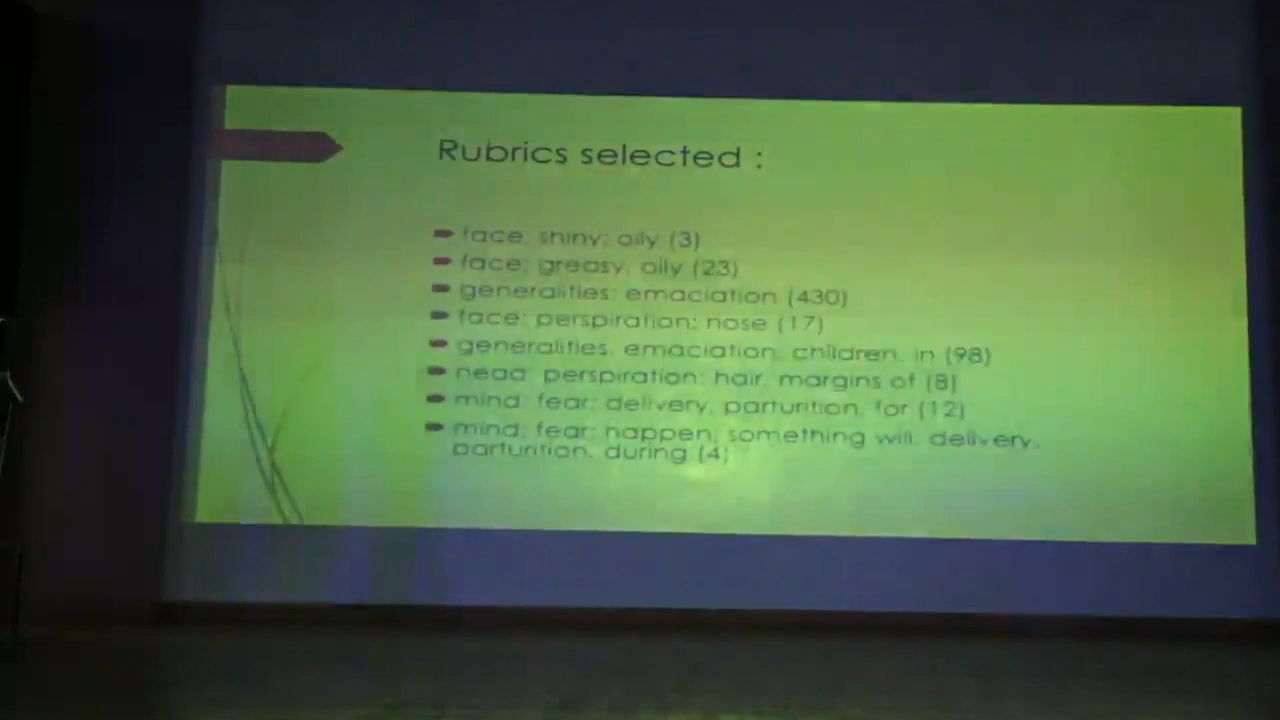 Rubrics selected :
face; shiny; oily (3)
face; greasy, oily (23)
generalities; emaciation (430)
face; perspiration; nose (17)
generalities, emaciation, children, in (98)
head; perspiration; hair, margins of (8)
mind; fear; delivery, parturition, for (12)
mind; fear; happen, something will, delivery,
parturition, during (4)